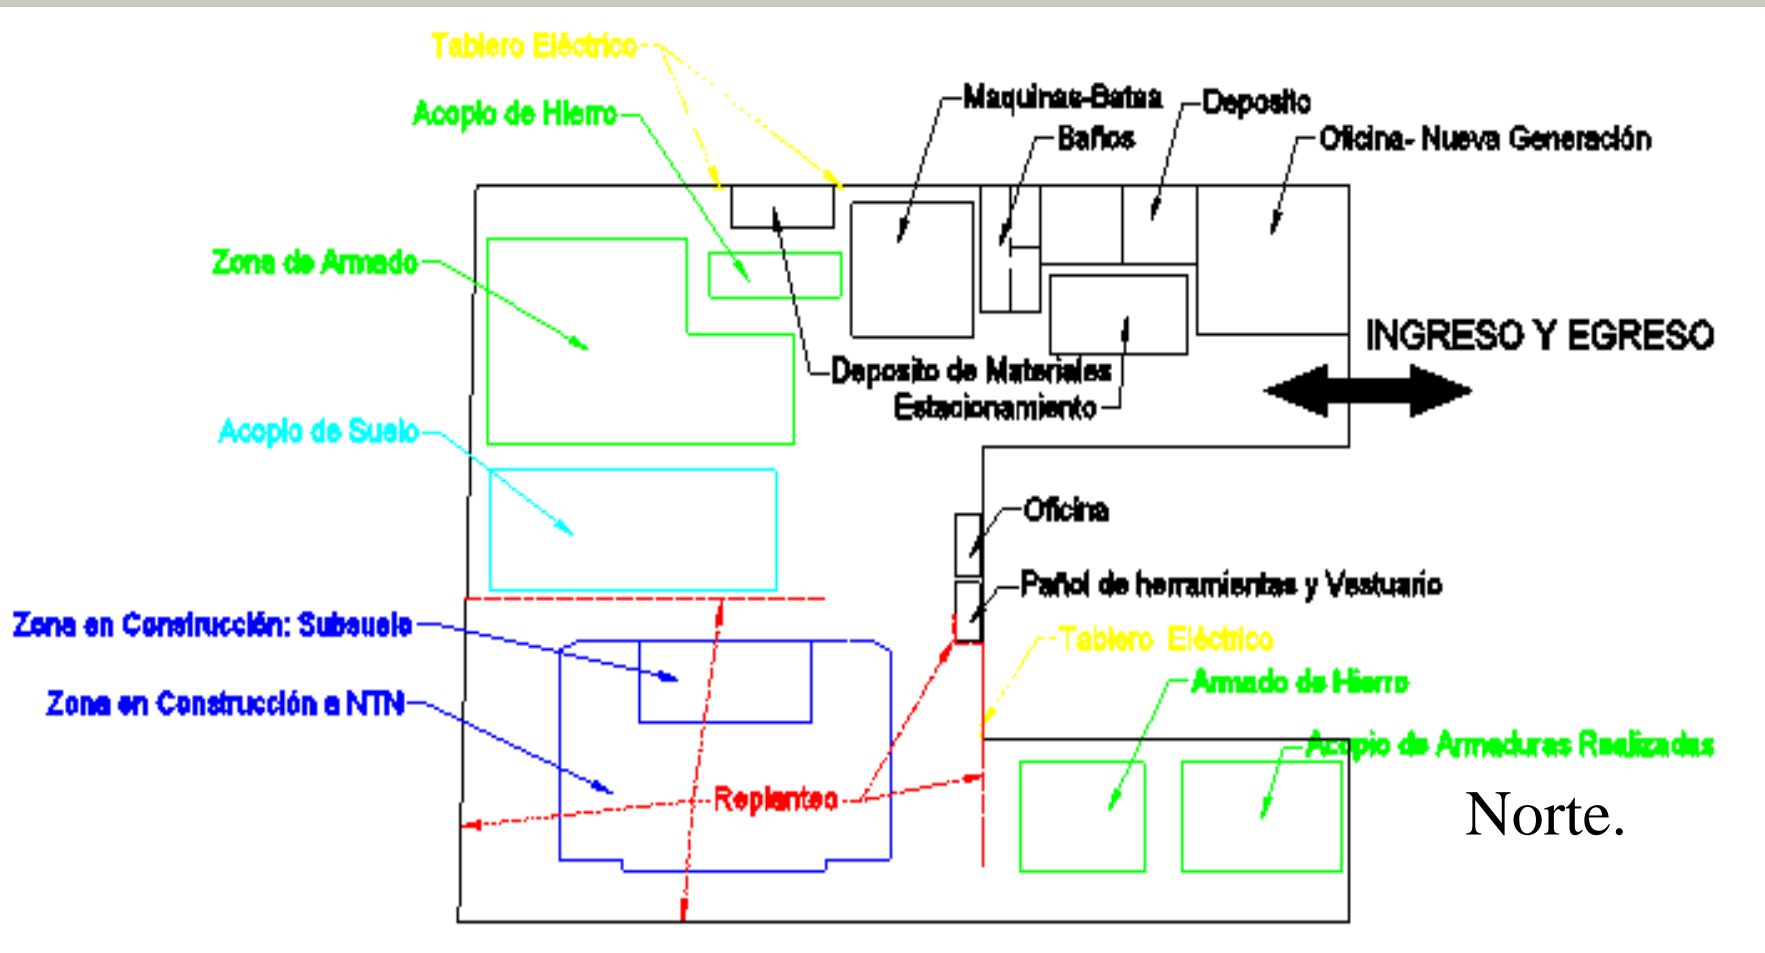 Tablero Eléctrico
Maquinas-Batea
Deposito
Acopio de Hierro
Baños
Oficina- Nueva Generación
Zona de Armado
INGRESO Y EGRESO
Deposito de Materiales
Estacionamiento
Acopio de Suelo
Oficina
Pañol de herramientas y Vestuario
Zona en Construcción: Subsuelo
Tablero Eléctrico
Armado de Hierro
Zona en Construcción a NTN
Acopio de Armaduras Realizadas
Replanteo
Norte.